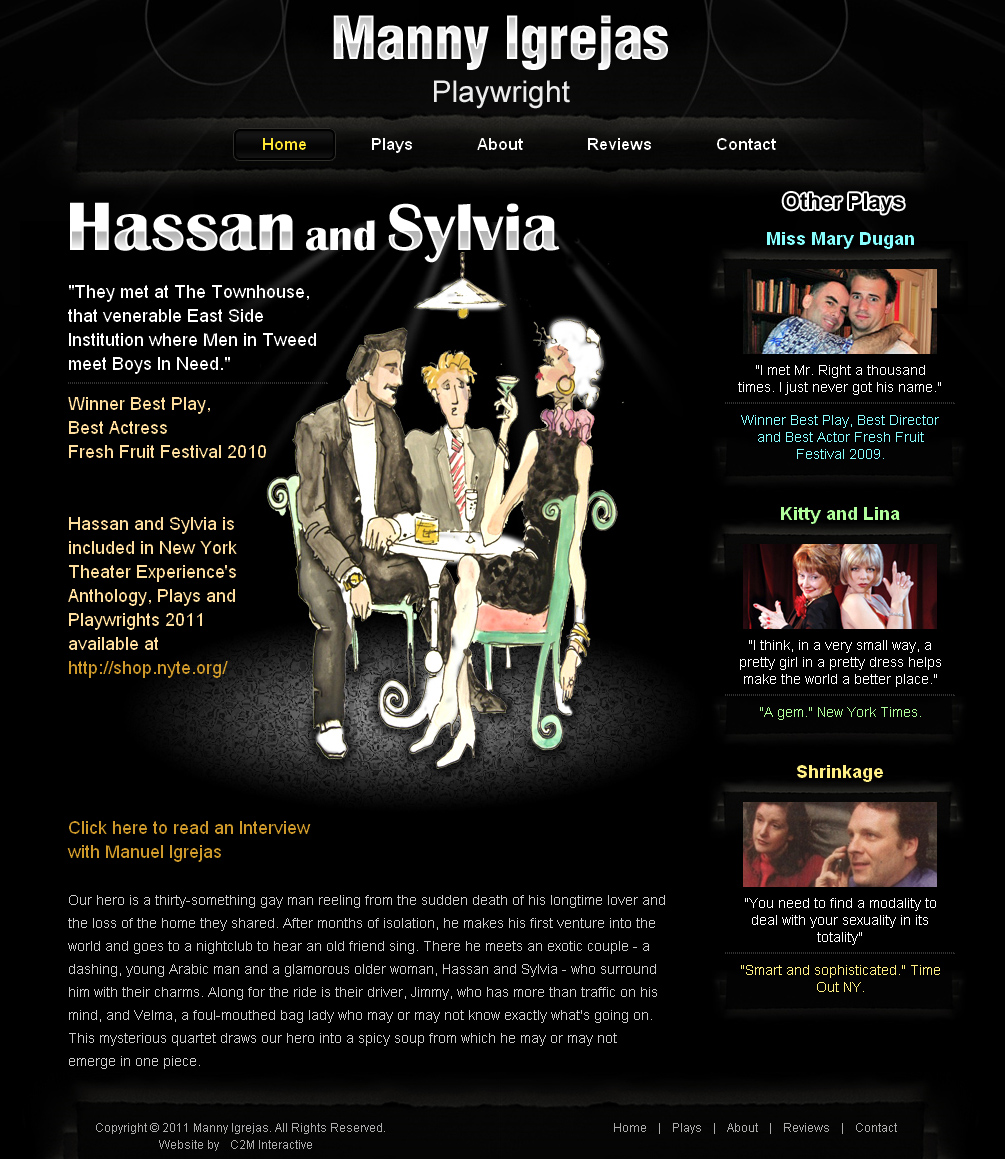 Manny Igrejas
Playwright
Home Plays About Reviews Contact
Hassan and Sylvia
"They met at The Townhouse,
that venerable East Side
Institution where Men in Tweed
meet Boys In Need."
Winner Best Play,
Best Actress
Fresh Fruit Festival 2010
Hassan and Sylvia is
included in New York
Theater Experience's
Anthology, Plays and
Playwrights 2011
available at
http://shop.nyte.org/
Click here to read an Interview
with Manuel Igrejas
Our hero is a thirty-something gay man reeling from the sudden death of his longtime lover and
the loss of the home they shared. After months of isolation, he makes his first venture into the
world and goes to a nightclub to hear an old friend sing. There he meets an exotic couple - a
dashing, young Arabic man and a glamorous older woman, Hassan and Sylvia - who surround
him with their charms. Along for the ride is their driver, Jimmy, who has more than traffic on his
mind, and Velma, a foul-mouthed bag lady who may or may not know exactly what's going on.
This mysterious quartet draws our hero into a spicy soup from which he may or may not
emerge in one piece.
Other Plays
Miss Mary Dugan
"I met Mr. Right a thousand
times. I just never got his name."
Winner Best Play, Best Director
and Best Actor Fresh Fruit
Festival 2009.
Kitty and Lina
"I think, in a very small way, a
pretty girl in a pretty dress helps
make the world a better place."
"A gem." New York Times.
Shrinkage
"You need to find a modality to
deal with your sexuality in its
totality"
"Smart and sophisticated." Time
Out NY.
Copyright © 2011 Manny Igrejas. All Rights Reserved.
Website by C2M Interactive
Home | Plays | About | Reviews | Contact